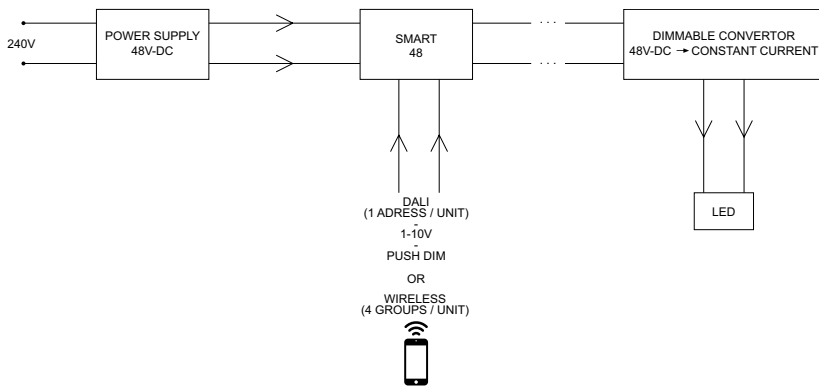 240V
POWER SUPPLY
48V-DC
SMART
48
. . .
. . .
DIMMABLE CONVERTOR
48V-DC → CONSTANT CURRENT
LED
DALI
(1 ADRESS / UNIT)
-
1-10V
-
PUSH DIM
OR
WIRELESS
(4 GROUPS / UNIT)